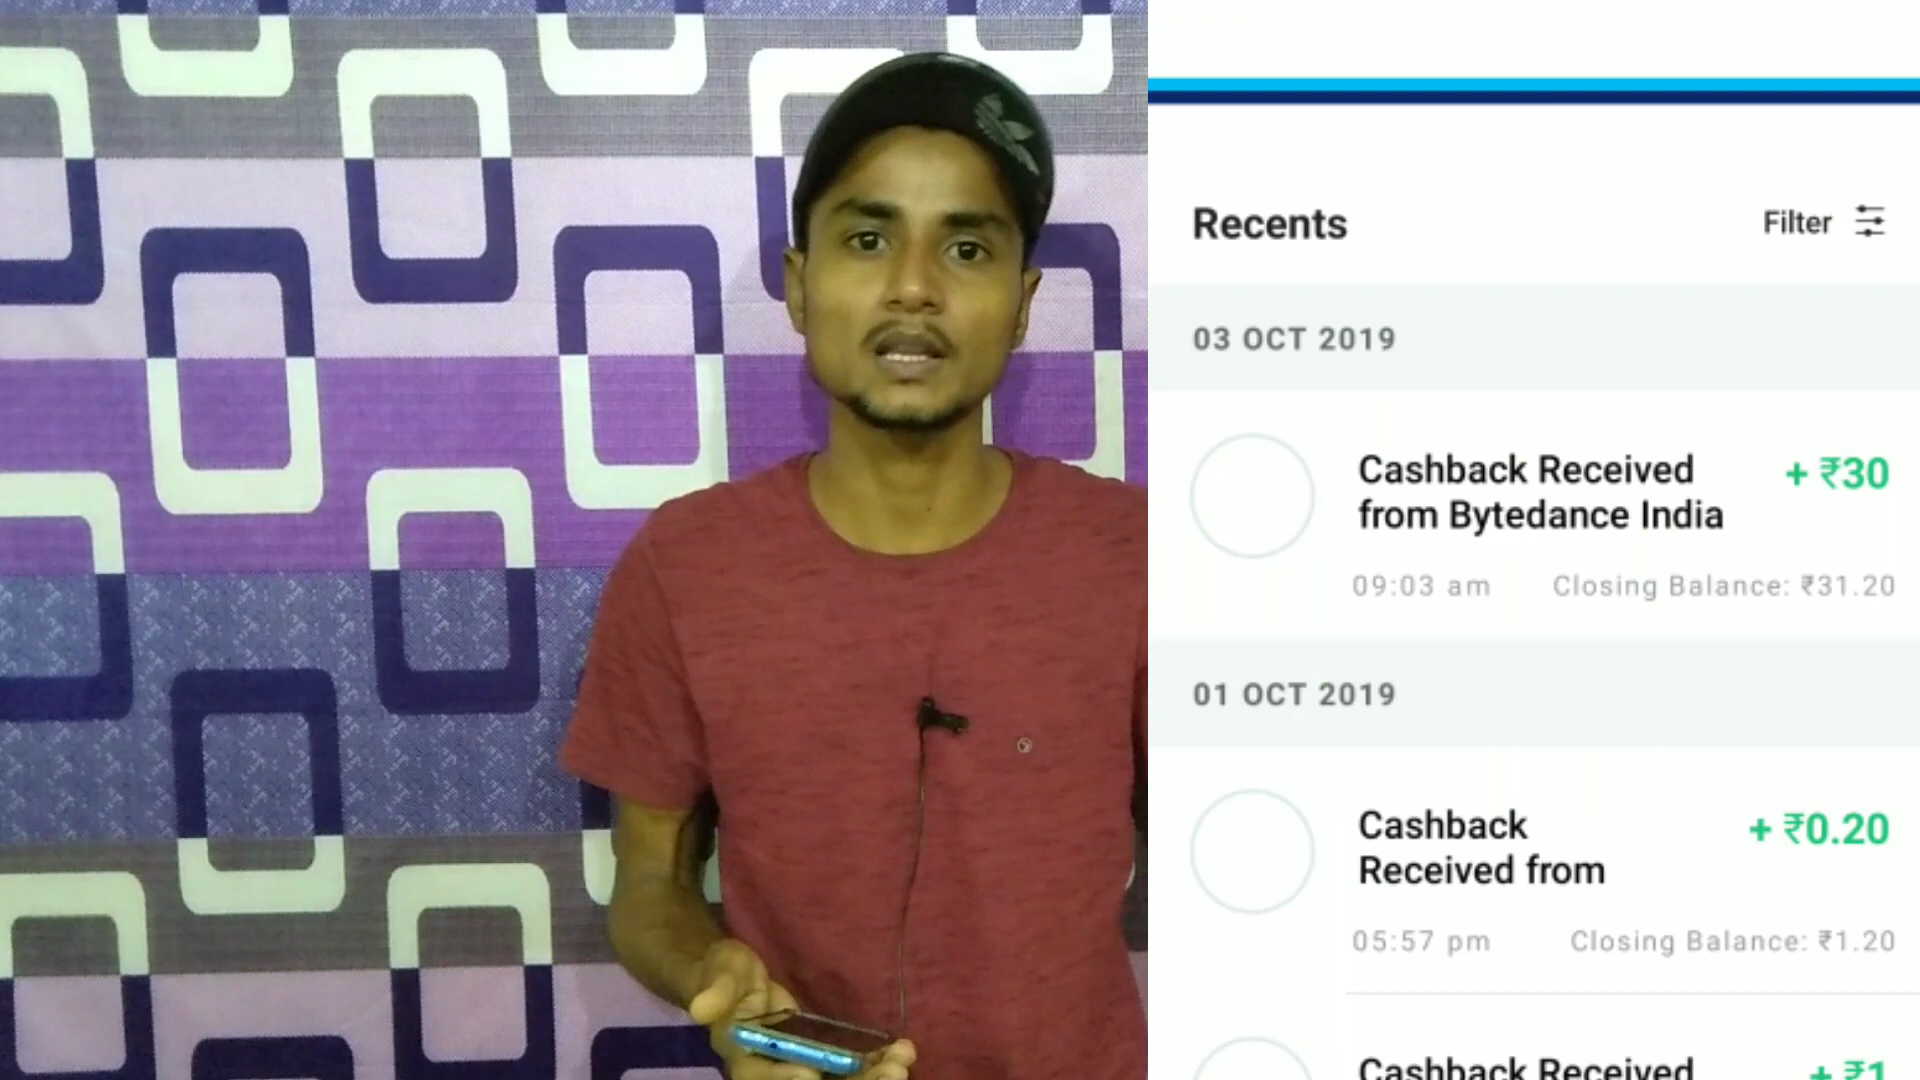 Recents
Filter
03 OCT 2019
Cashback Received + ₹30
from Bytedance India
09:03 am Closing Balance: ₹31.20
01 OCT 2019
Cashback + ₹0.20
Received from
05:57 pm Closing Balance: ₹1.20
Cashback Received + ₹1